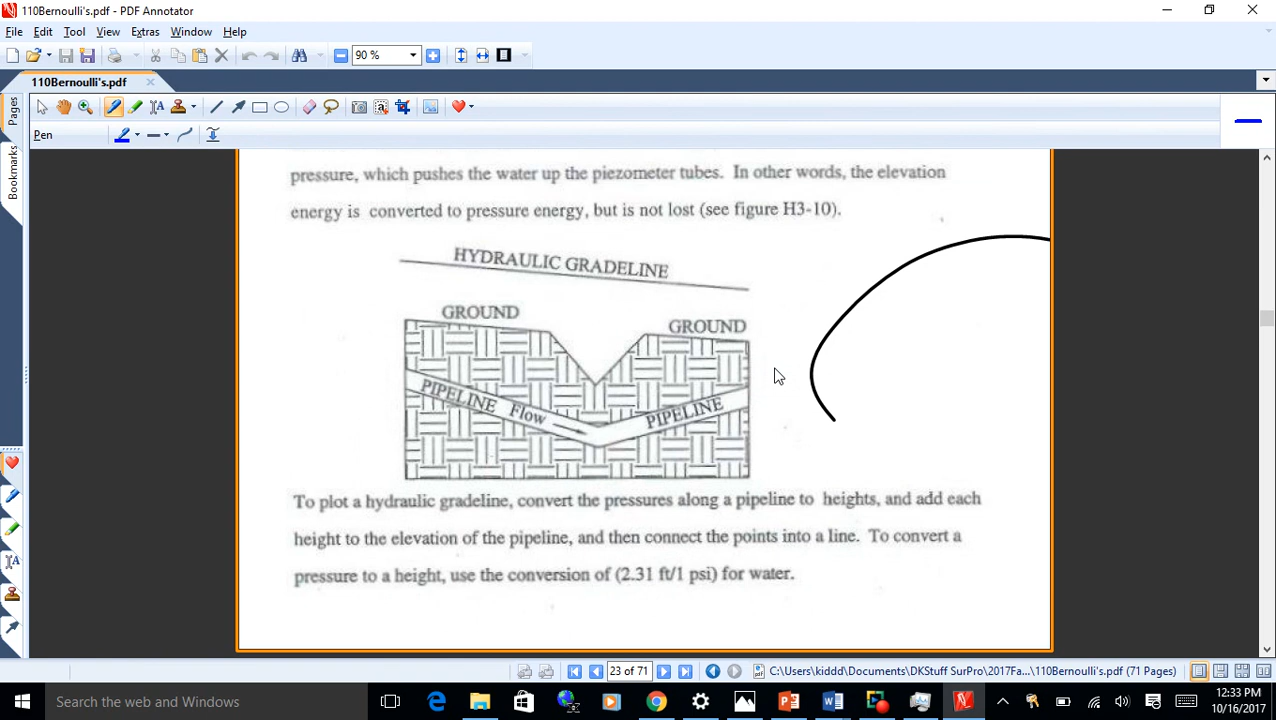 110Bernoulli's.pdf - PDF Annotator
File Edit Tool View Extras Window Help
90 %
110Bernoulli's.pdf
Pen
Pages
Bookmarks
pressure, which pushes the water up the piezometer tubes. In other words, the elevation
energy is converted to pressure energy, but is not lost (see figure H3-10).
HYDRAULIC GRADELINE
GROUND
GROUND
PIPELINE Flow
PIPELINE
To plot a hydraulic gradeline, convert the pressures along a pipeline to heights, and add each
height to the elevation of the pipeline, and then connect the points into a line. To convert a
pressure to a height, use the conversion of (2.31 ft/1 psi) for water.
23 of 71
C:\Users\kiddd\Documents\DKStuff SurPro\2017Fa...\110Bernoulli's.pdf (71 Pages)
Search the web and Windows
12:33 PM
10/16/2017